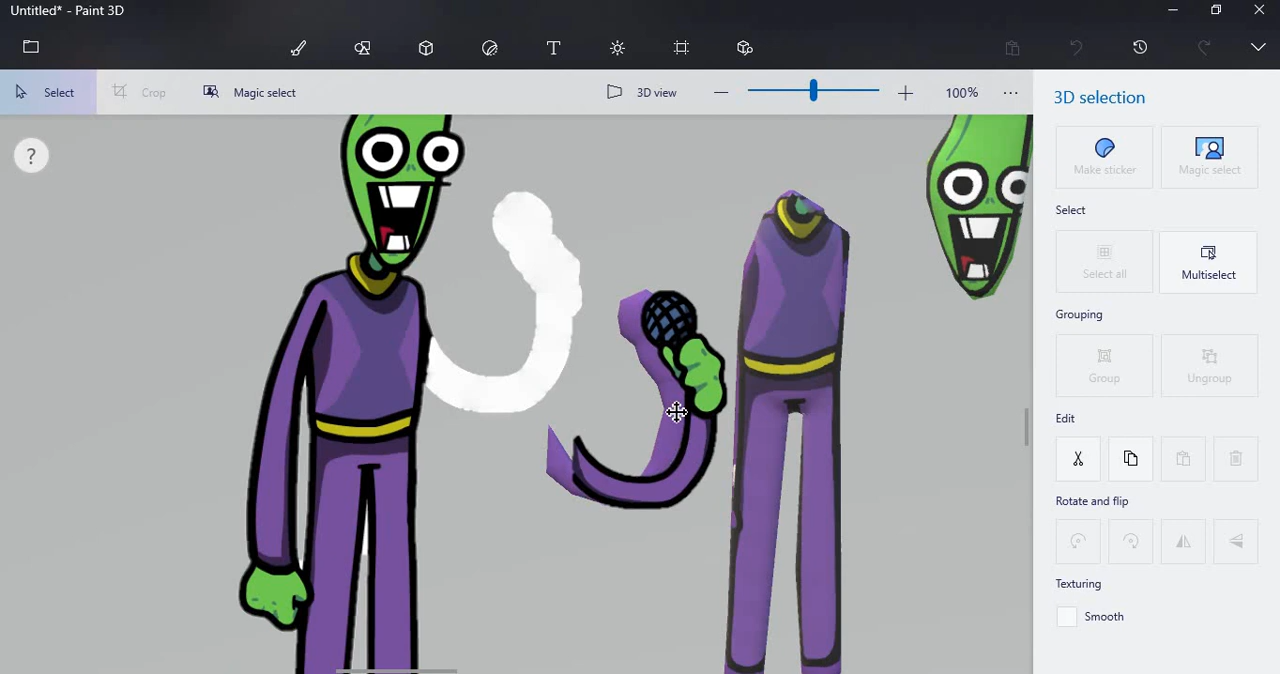 Untitled* - Paint 3D
T
Select
Crop
Magic select
3D view
100%
?
3D selection
Make sticker
Magic select
Select
Select all
Multiselect
Grouping
Group
Ungroup
Edit
Rotate and flip
Texturing
Smooth